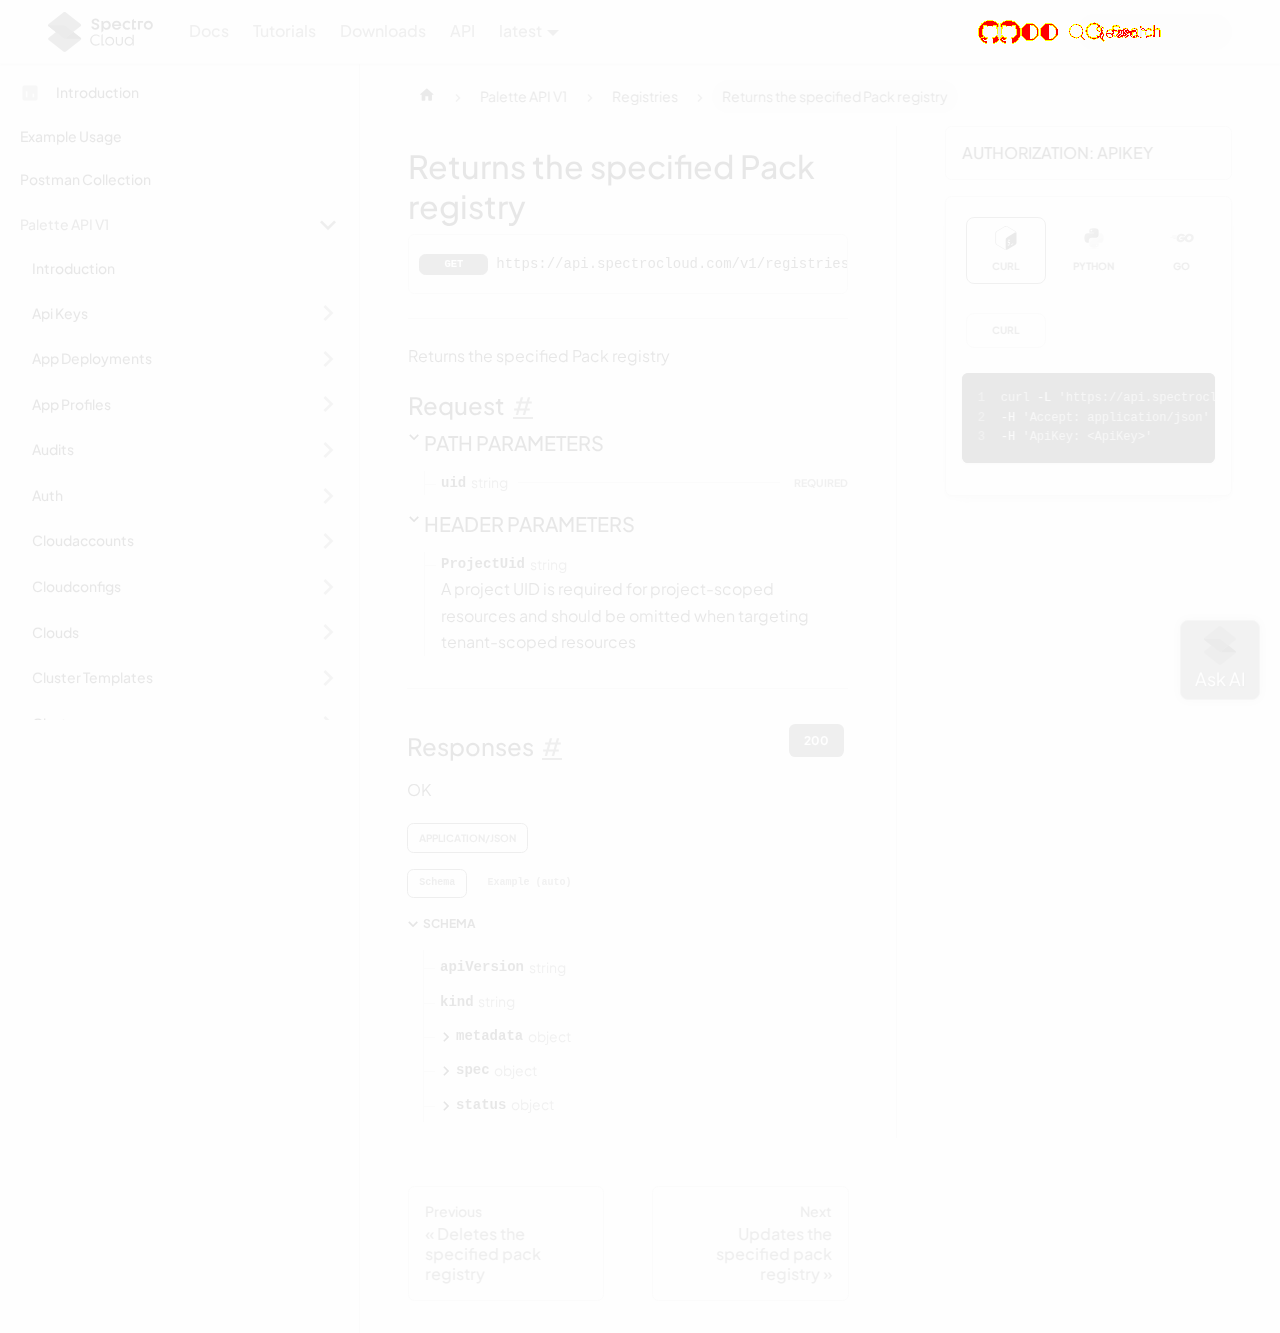 Spectro Cloud
Docs
Tutorials
Downloads
API
latest
Introduction
Example Usage
Postman Collection
Palette API V1
Introduction
Api Keys
App Deployments
App Profiles
Audits
Auth
Cloudaccounts
Cloudconfigs
Clouds
Cluster Templates
Palette API V1
Registries
Returns the specified Pack registry
Returns the specified Pack
registry
GET https://api.spectrocloud.com/v1/registries
Returns the specified Pack registry
Request #
PATH PARAMETERS
uid string REQUIRED
HEADER PARAMETERS
ProjectUid string
A project UID is required for project-scoped
resources and should be omitted when targeting
tenant-scoped resources
Responses #
200
OK
APPLICATION/JSON
Schema Example (auto)
SCHEMA
apiVersion string
kind string
metadata object
spec object
status object
Previous
« Deletes the
specified pack
registry
Next
Updates the
specified pack
registry »
AUTHORIZATION: APIKEY
CURL
PYTHON
GO
GO
CURL
1 curl -L 'https://api.spectrocl
2 -H 'Accept: application/json'
3 -H 'ApiKey: <ApiKey>'
Ask AI